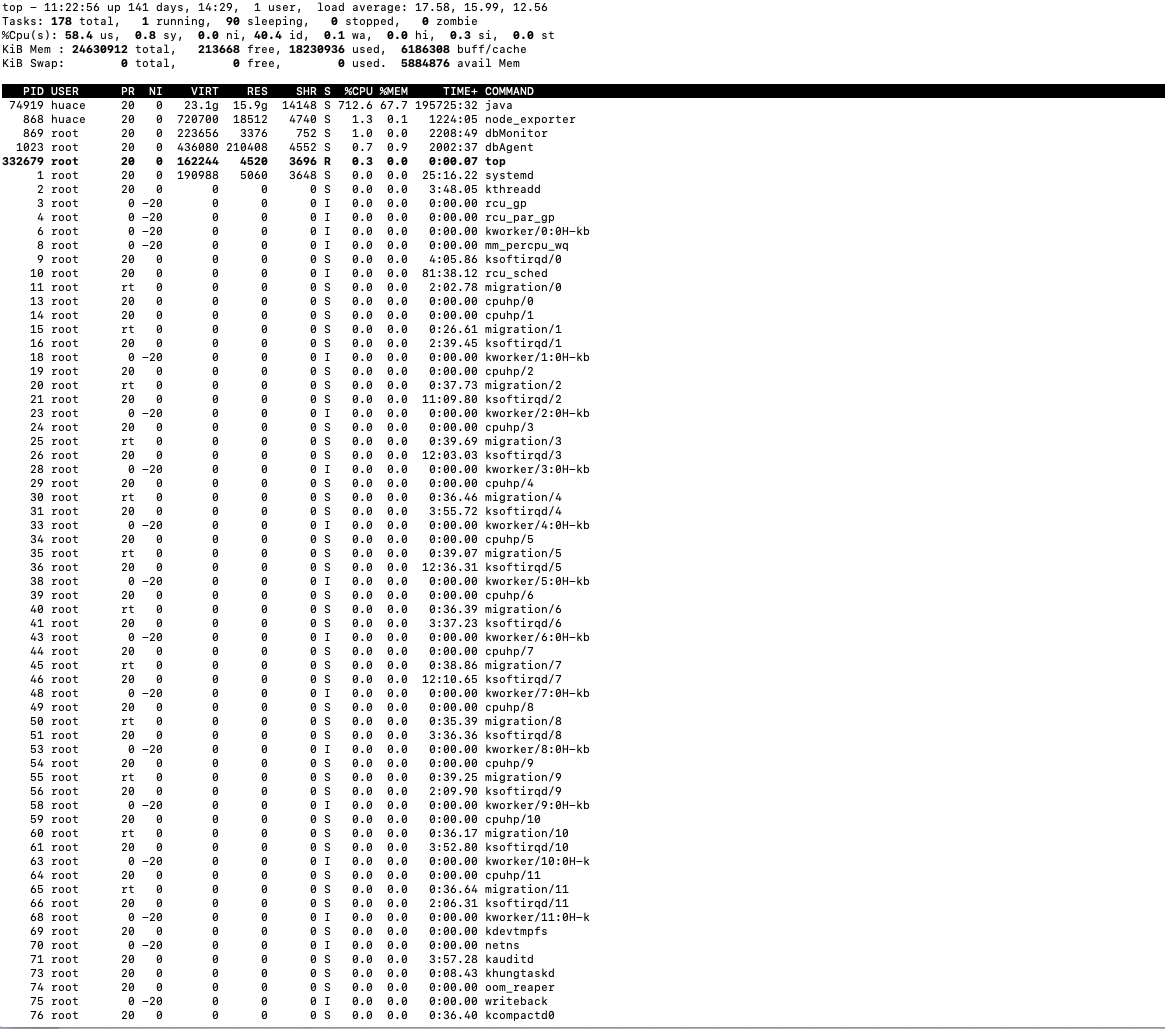 top – 11:22:56 up 141 days, 14:29,  1 user,  load average: 17.58, 15.99, 12.56
Tasks: 178 total,   1 running,  90 sleeping,   0 stopped,   0 zombie
%Cpu(s): 58.4 us,  0.8 sy,  0.0 ni, 40.4 id,  0.1 wa,  0.0 hi,  0.3 si,  0.0 st
KiB Mem : 24630912 total,   213668 free, 18230936 used,  6186308 buff/cache
KiB Swap:        0 total,        0 free,        0 used.  5884876 avail Mem
PID USER PR NI VIRT RES SHR S %CPU %MEM TIME+ COMMAND
74919 huace 20 0 23.1g 15.9g 14148 S 712.6 67.7 195725:32 java
868 huace 20 0 720700 18512 4740 S 1.3 0.1 1224:05 node_exporter
869 root 20 0 223656 3376 752 S 1.0 0.0 2208:49 dbMonitor
1023 root 20 0 436080 210408 4552 S 0.7 0.9 2002:37 dbAgent
332679 root 20 0 162244 4520 3696 R 0.3 0.0 0:00.07 top
1 root 20 0 190988 5060 3648 S 0.0 0.0 25:16.22 systemd
2 root 20 0 0 0 0 S 0.0 0.0 3:48.05 kthreadd
3 root 0 –20 0 0 0 I 0.0 0.0 0:00.00 rcu_gp
4 root 0 –20 0 0 0 I 0.0 0.0 0:00.00 rcu_par_gp
6 root 0 –20 0 0 0 I 0.0 0.0 0:00.00 kworker/0:0H–kb
8 root 0 –20 0 0 0 I 0.0 0.0 0:00.00 mm_percpu_wq
9 root 20 0 0 0 0 S 0.0 0.0 4:05.86 ksoftirqd/0
10 root 20 0 0 0 0 I 0.0 0.0 81:38.12 rcu_sched
11 root rt 0 0 0 0 S 0.0 0.0 2:02.78 migration/0
13 root 20 0 0 0 0 S 0.0 0.0 0:00.00 cpuhp/0
14 root 20 0 0 0 0 S 0.0 0.0 0:00.00 cpuhp/1
15 root rt 0 0 0 0 S 0.0 0.0 0:26.61 migration/1
16 root 20 0 0 0 0 S 0.0 0.0 2:39.45 ksoftirqd/1
18 root 0 –20 0 0 0 I 0.0 0.0 0:00.00 kworker/1:0H–kb
19 root 20 0 0 0 0 S 0.0 0.0 0:00.00 cpuhp/2
20 root rt 0 0 0 0 S 0.0 0.0 0:37.73 migration/2
21 root 20 0 0 0 0 S 0.0 0.0 11:09.80 ksoftirqd/2
23 root 0 –20 0 0 0 I 0.0 0.0 0:00.00 kworker/2:0H–kb
24 root 20 0 0 0 0 S 0.0 0.0 0:00.00 cpuhp/3
25 root rt 0 0 0 0 S 0.0 0.0 0:39.69 migration/3
26 root 20 0 0 0 0 S 0.0 0.0 12:03.03 ksoftirqd/3
28 root 0 –20 0 0 0 I 0.0 0.0 0:00.00 kworker/3:0H–kb
29 root 20 0 0 0 0 S 0.0 0.0 0:00.00 cpuhp/4
30 root rt 0 0 0 0 S 0.0 0.0 0:36.46 migration/4
31 root 20 0 0 0 0 S 0.0 0.0 3:55.72 ksoftirqd/4
33 root 0 –20 0 0 0 I 0.0 0.0 0:00.00 kworker/4:0H–kb
34 root 20 0 0 0 0 S 0.0 0.0 0:00.00 cpuhp/5
35 root rt 0 0 0 0 S 0.0 0.0 0:39.07 migration/5
36 root 20 0 0 0 0 S 0.0 0.0 12:36.31 ksoftirqd/5
38 root 0 –20 0 0 0 I 0.0 0.0 0:00.00 kworker/5:0H–kb
39 root 20 0 0 0 0 S 0.0 0.0 0:00.00 cpuhp/6
40 root rt 0 0 0 0 S 0.0 0.0 0:36.39 migration/6
41 root 20 0 0 0 0 S 0.0 0.0 3:37.23 ksoftirqd/6
43 root 0 –20 0 0 0 I 0.0 0.0 0:00.00 kworker/6:0H–kb
44 root 20 0 0 0 0 S 0.0 0.0 0:00.00 cpuhp/7
45 root rt 0 0 0 0 S 0.0 0.0 0:38.86 migration/7
46 root 20 0 0 0 0 S 0.0 0.0 12:10.65 ksoftirqd/7
48 root 0 –20 0 0 0 I 0.0 0.0 0:00.00 kworker/7:0H–kb
49 root 20 0 0 0 0 S 0.0 0.0 0:00.00 cpuhp/8
50 root rt 0 0 0 0 S 0.0 0.0 0:35.39 migration/8
51 root 20 0 0 0 0 S 0.0 0.0 3:36.36 ksoftirqd/8
53 root 0 –20 0 0 0 I 0.0 0.0 0:00.00 kworker/8:0H–kb
54 root 20 0 0 0 0 S 0.0 0.0 0:00.00 cpuhp/9
55 root rt 0 0 0 0 S 0.0 0.0 0:39.25 migration/9
56 root 20 0 0 0 0 S 0.0 0.0 2:09.90 ksoftirqd/9
58 root 0 –20 0 0 0 I 0.0 0.0 0:00.00 kworker/9:0H–kb
59 root 20 0 0 0 0 S 0.0 0.0 0:00.00 cpuhp/10
60 root rt 0 0 0 0 S 0.0 0.0 0:36.17 migration/10
61 root 20 0 0 0 0 S 0.0 0.0 3:52.80 ksoftirqd/10
63 root 0 –20 0 0 0 I 0.0 0.0 0:00.00 kworker/10:0H–k
64 root 20 0 0 0 0 S 0.0 0.0 0:00.00 cpuhp/11
65 root rt 0 0 0 0 S 0.0 0.0 0:36.64 migration/11
66 root 20 0 0 0 0 S 0.0 0.0 2:06.31 ksoftirqd/11
68 root 0 –20 0 0 0 I 0.0 0.0 0:00.00 kworker/11:0H–k
69 root 20 0 0 0 0 S 0.0 0.0 0:00.00 kdevtmpfs
70 root 0 –20 0 0 0 I 0.0 0.0 0:00.00 netns
71 root 20 0 0 0 0 S 0.0 0.0 3:57.28 kauditd
73 root 20 0 0 0 0 S 0.0 0.0 0:08.43 khungtaskd
74 root 20 0 0 0 0 S 0.0 0.0 0:00.00 oom_reaper
75 root 0 –20 0 0 0 I 0.0 0.0 0:00.00 writeback
76 root 20 0 0 0 0 S 0.0 0.0 0:36.40 kcompactd0